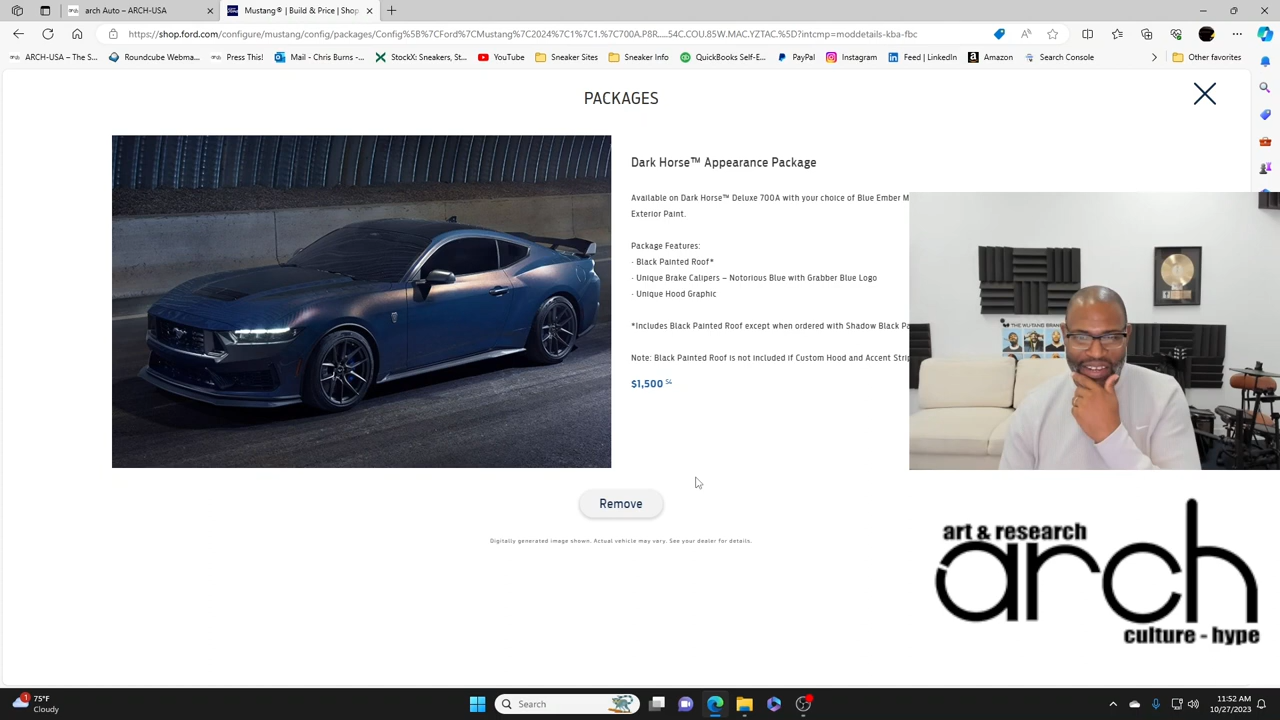 arch Auto – ARCH-USA
Mustang® | Build & Price | Shop
https://shop.ford.com/configure/mustang/config/packages/Config%5B%7CFord%7CMustang%7C2024%7C1%7C1.%7C700A.P8R.....54C.COU.85W.MAC.YZTAC.%5D?intcmp=moddetails-kba-fbc
ARCH-USA – The S...
Roundcube Webma...
Press This!
Mail - Chris Burns -...
StockX: Sneakers, St...
YouTube
Sneaker Sites
Sneaker Info
QuickBooks Self-E...
PayPal
Instagram
Feed | LinkedIn
Amazon
Search Console
Other favorites
PACKAGES
Dark Horse™ Appearance Package
Available on Dark Horse™ Deluxe 700A with your choice of Blue Ember M
Exterior Paint.
Package Features:
· Black Painted Roof*
· Unique Brake Calipers – Notorious Blue with Grabber Blue Logo
· Unique Hood Graphic
*Includes Black Painted Roof except when ordered with Shadow Black Pa
Note: Black Painted Roof is not included if Custom Hood and Accent Strip
$1,500 54
THE WU-TANG BRAN
Remove
Digitally generated image shown. Actual vehicle may vary. See your dealer for details.
art & research
arch
culture - hype
1
75°F
Cloudy
Search
11:52 AM
10/27/2023